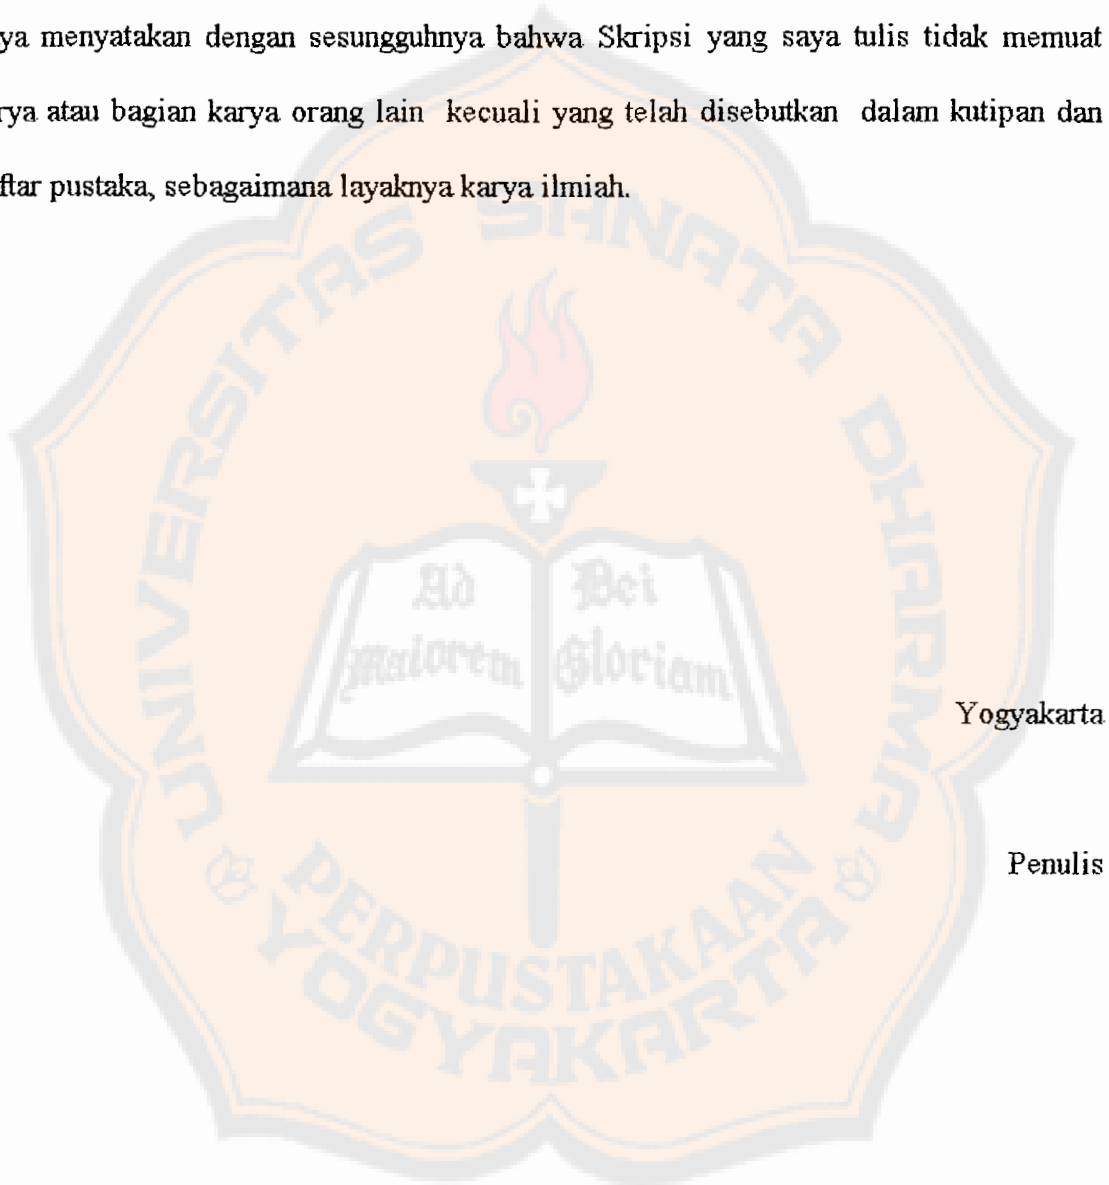 ya menyatakan dengan sesungguhnya bahwa Skripsi yang saya tulis tidak memuat
rya atau bagian karya orang lain kecuali yang telah disebutkan dalam kutipan dan
ftar pustaka, sebagaimana layaknya karya ilmiah.
UNIVERSITAS SANATA DHARMA
Ad Dei
Maiorem Gloriam
Yogyakarta
Penulis
PERPUSTAKAAN
YOGYAKARTA